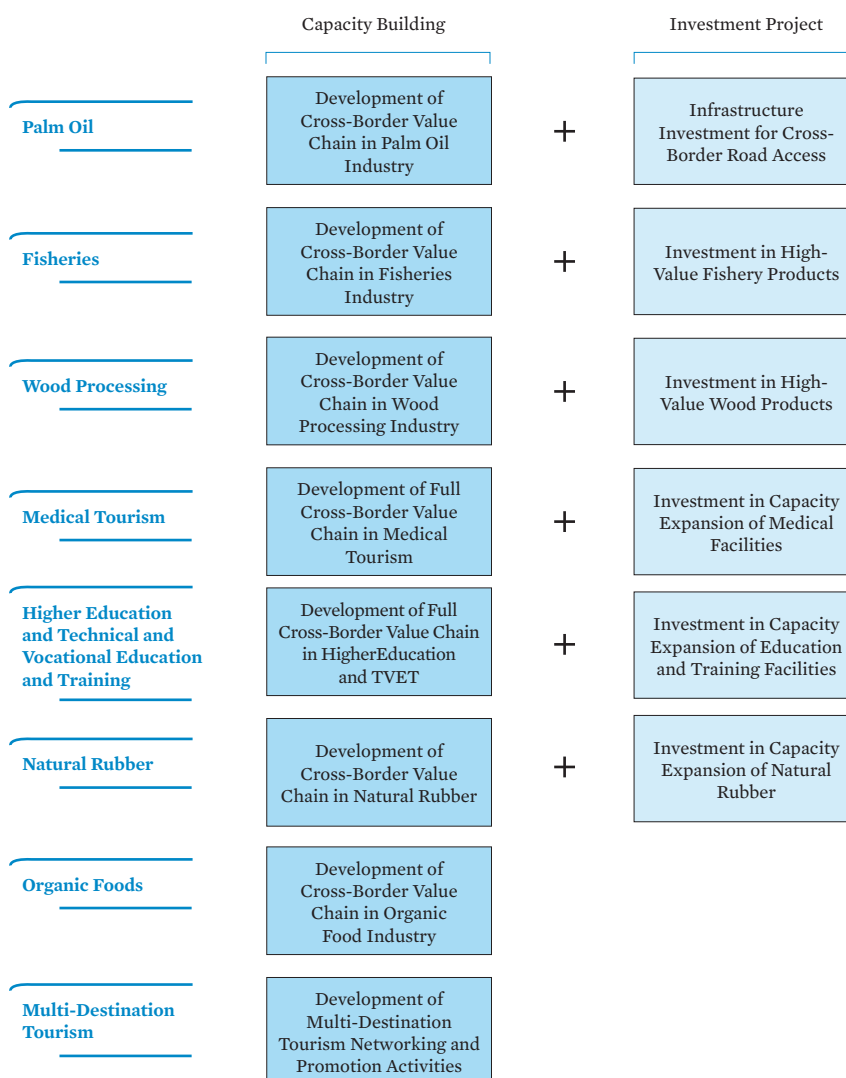 Capacity Building
Investment Project
Palm Oil
Development of
Cross-Border Value
Chain in Palm Oil
Industry
+
Infrastructure
Investment for Cross-
Border Road Access
Fisheries
Development of
Cross-Border Value
Chain in Fisheries
Industry
+
Investment in High-
Value Fishery Products
Wood Processing
Development of
Cross-Border Value
Chain in Wood
Processing Industry
+
Investment in High-
Value Wood Products
Medical Tourism
Development of Full
Cross-Border Value
Chain in Medical
Tourism
+
Investment in Capacity
Expansion of Medical
Facilities
Higher Education
and Technical and
Vocational Education
and Training
Development of Full
Cross-Border Value Chain
in HigherEducation
and TVET
+
Investment in Capacity
Expansion of Education
and Training Facilities
Natural Rubber
Development of
Cross-Border Value
Chain in Natural Rubber
+
Investment in Capacity
Expansion of Natural
Rubber
Organic Foods
Development of
Cross-Border Value
Chain in Organic
Food Industry
Multi-Destination
Tourism
Development of
Multi-Destination
Tourism Networking and
Promotion Activities